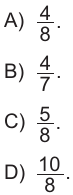 A) 4/8.
B) 4/7.
C) 5/8.
D) 10/8.